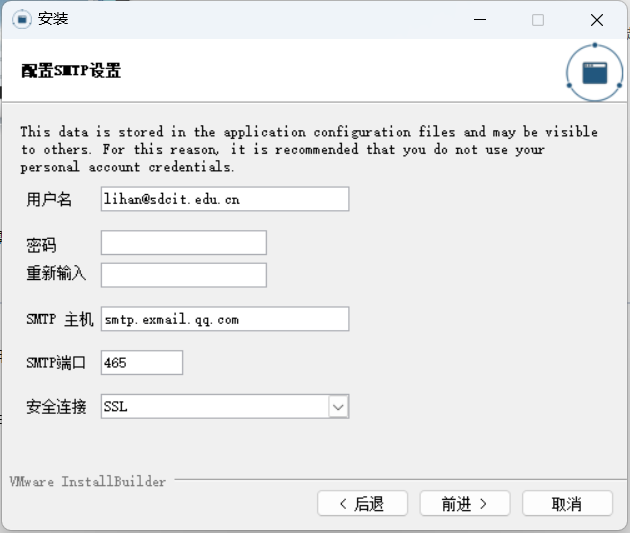 安装
配置SMTP设置
This data is stored in the application configuration files and may be visible
to others. For this reason, it is recommended that you do not use your
personal account credentials.
用户名 lihan@sdcit.edu.cn
密码
重新输入
SMTP 主机 smtp.exmail.qq.com
SMTP端口 465
安全连接 SSL
VMware InstallBuilder
< 后退 前进 > 取消